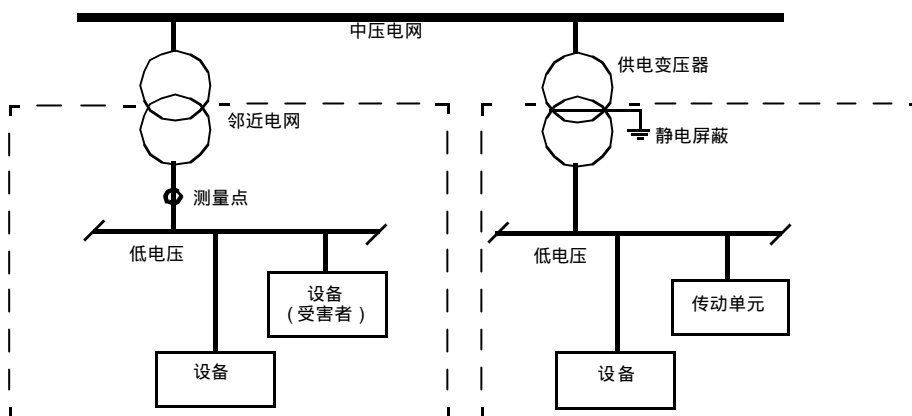 中压电网
供电变压器
邻近电网
静电屏蔽
测量点
低电压
低电压
设备
(受害者)
传动单元
设备
设备